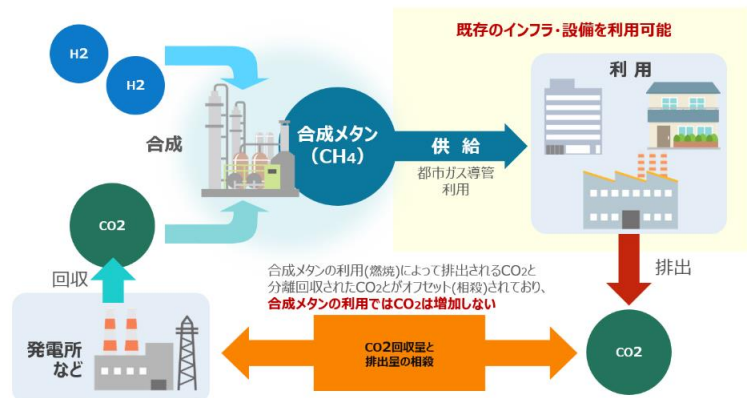 既存のインフラ・設備を利用可能
H2
H2
合成
合成メタン
(CH4)
供 給
都市ガス導管
利用
利 用
CO2
回収
発電所
など
合成メタンの利用(燃焼)によって排出されるCO2と
分離回収されたCO2とがオフセット(相殺)されており、
合成メタンの利用ではCO2は増加しない
排出
CO2回収量と
排出量の相殺
CO2